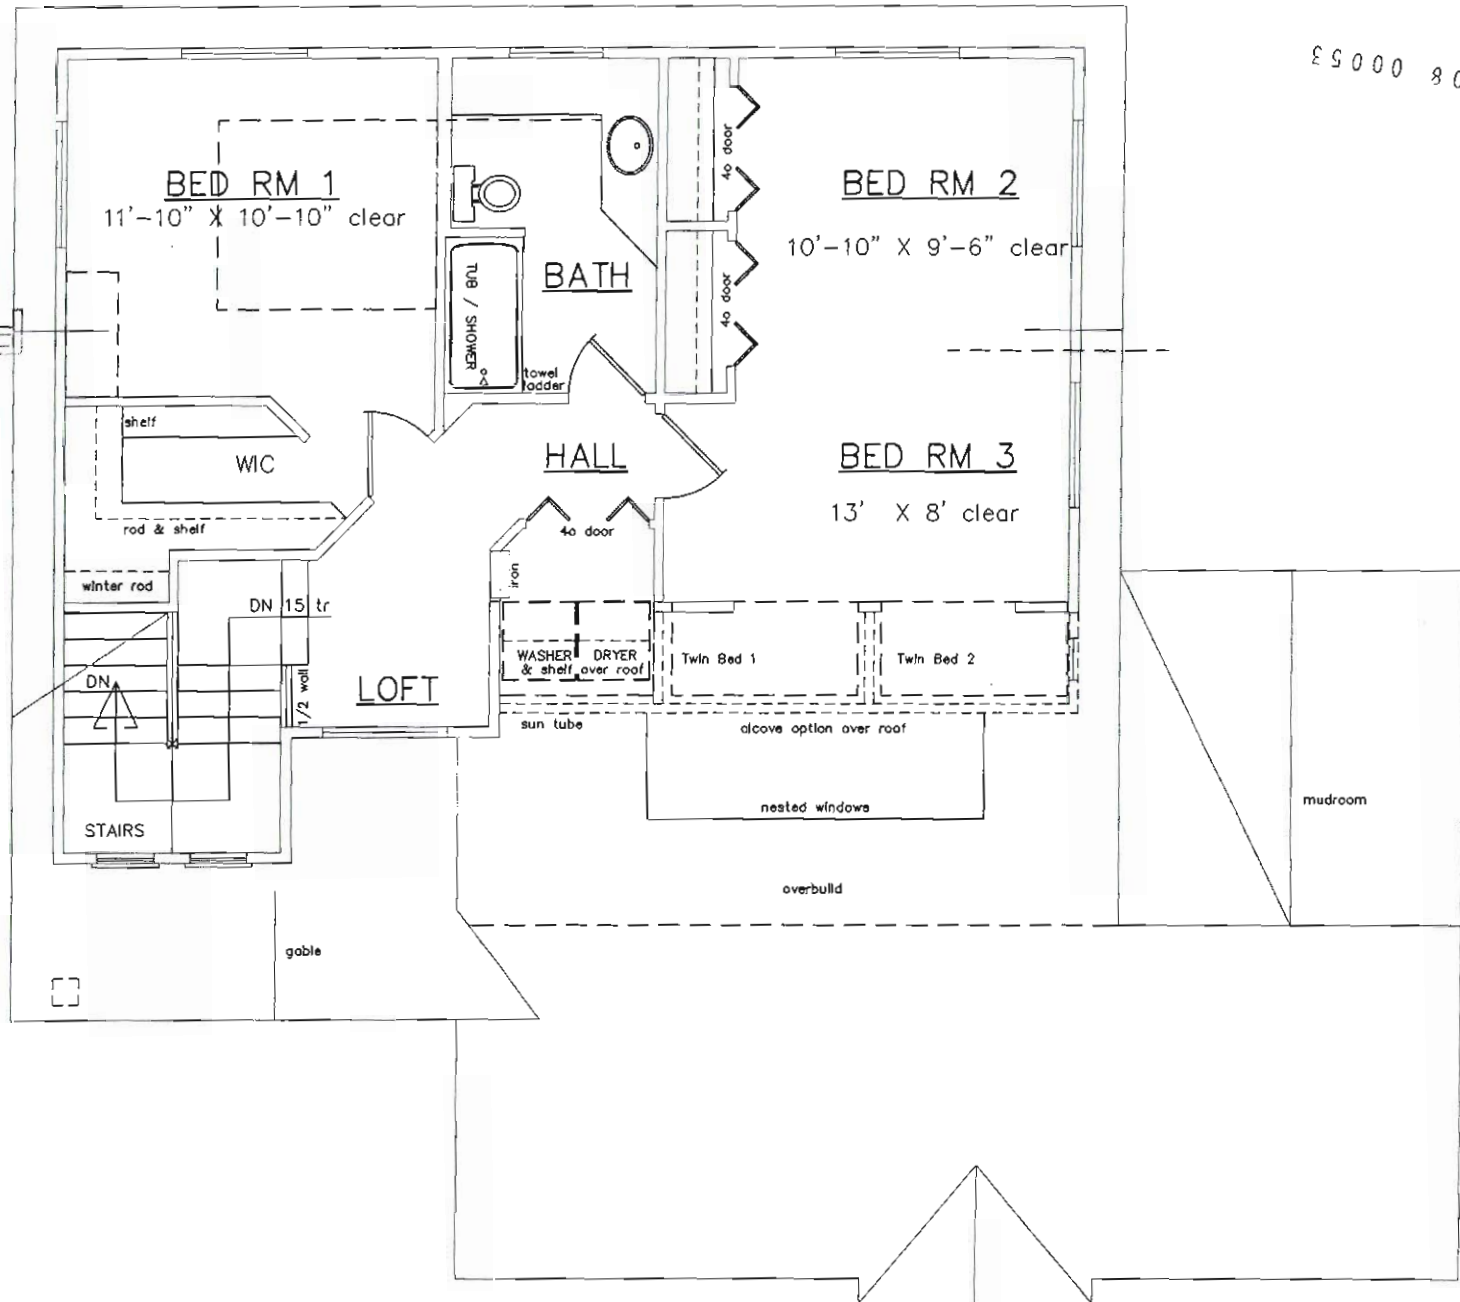 08 00053
BED RM 1
11'-10" X 10'-10" clear
BED RM 2
10'-10" X 9'-6" clear
4o door
4o door
BATH
TUB / SHOWER
towel
ladder
shelf
WIC
rod & shelf
winter rod
HALL
4o door
iron
BED RM 3
13' X 8' clear
DN 15 tr
DN
1/2 wall
LOFT
WASHER
DRYER
& shelf over roof
Twin Bed 1
Twin Bed 2
sun tube
alcove option over roof
nested windows
STAIRS
mudroom
overbuild
gable